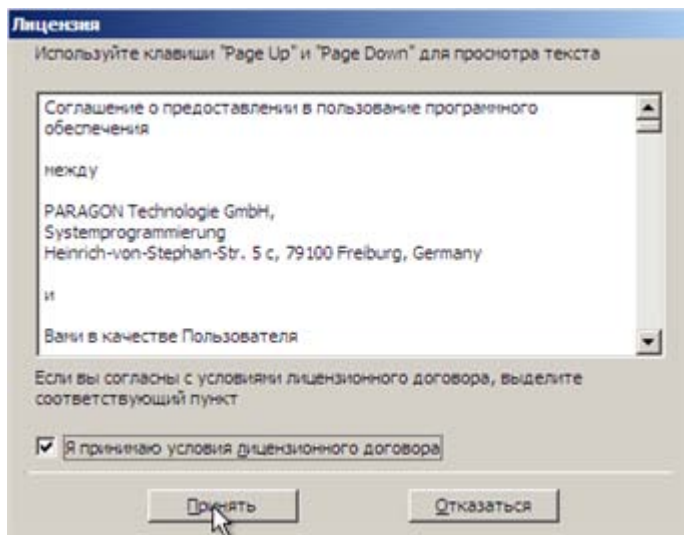 Лицензия
Используйте клавиши "Page Up" и "Page Down" для просмотра текста
Соглашение о предоставлении в пользование программного
обеспечения
между
PARAGON Technologie GmbH,
Systemprogrammierung
Heinrich-von-Stephan-Str. 5 c, 79100 Freiburg, Germany
и
Вами в качестве Пользователя
Если вы согласны с условиями лицензионного договора, выделите
соответствующий пункт
Я принимаю условия лицензионного договора
Принять
Отказаться